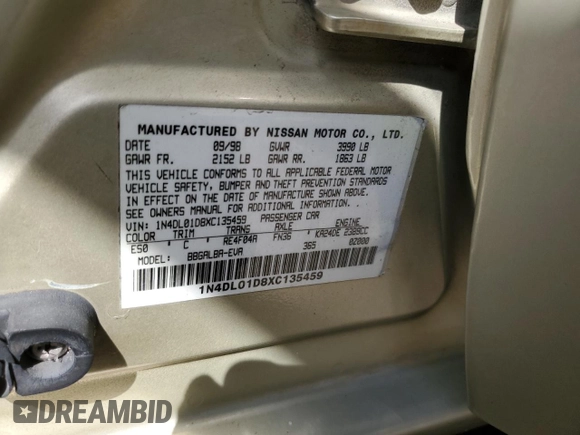 MANUFACTURED BY NISSAN MOTOR CO., LTD.
DATE 09/98 GVWR 3990 LB
GAWR FR. 2152 LB GAWR RR. 1863 LB
THIS VEHICLE CONFORMS TO ALL APPLICABLE FEDERAL MOTOR
VEHICLE SAFETY, BUMPER AND THEFT PREVENTION STANDARDS
IN EFFECT ON THE DATE OF MANUFACTURE SHOWN ABOVE.
SEE OWNERS MANUAL FOR ADDITIONAL INFORMATION
VIN: 1N4DL01D8XC135459 PASSENGER CAR
COLOR TRIM TRANS AXLE ENGINE
ES0 C RE4F04A FN36 KA24DE 2389CC
MODEL: BBGALBA-EVA 365 02000
1N4DL01D8XC135459
DREAMBID